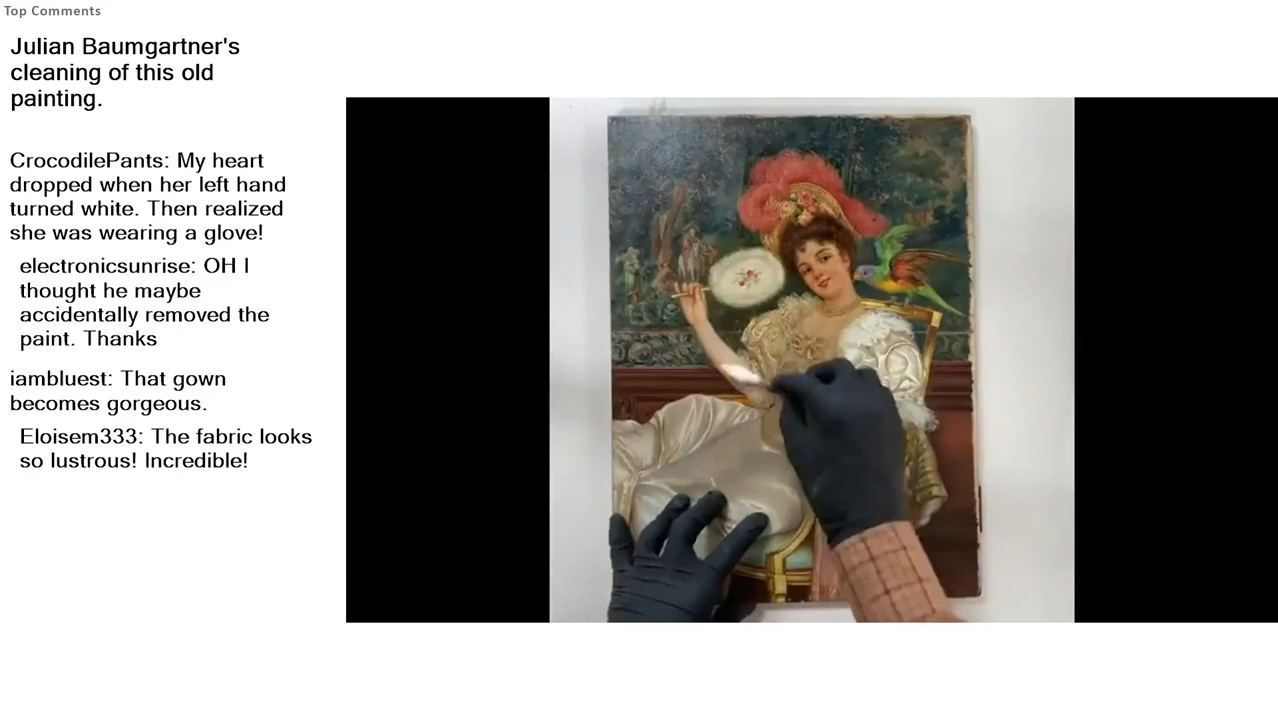 Top Comments
Julian Baumgartner's
cleaning of this old
painting.
CrocodilePants: My heart
dropped when her left hand
turned white. Then realized
she was wearing a glove!
electronicsunrise: OH I
thought he maybe
accidentally removed the
paint. Thanks
iambluest: That gown
becomes gorgeous.
Eloisem333: The fabric looks
so lustrous! Incredible!